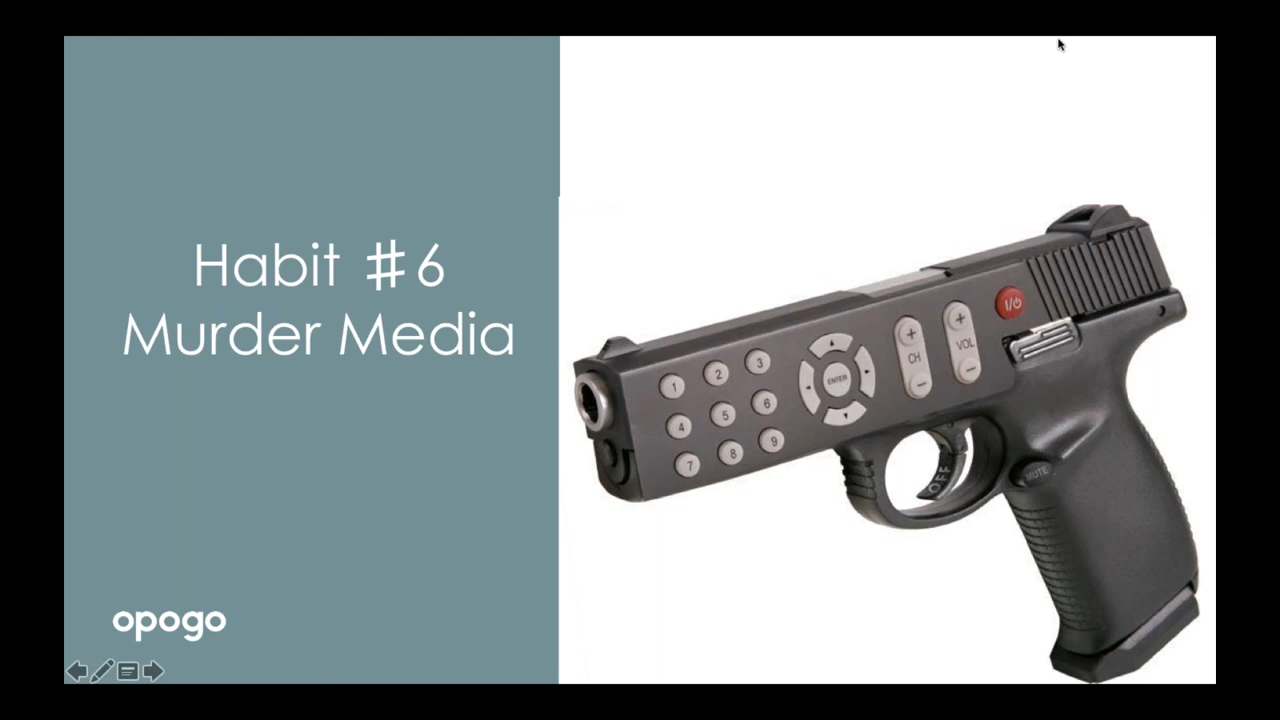 Habit #6
Murder Media
opogo
1
2
3
4
5
6
7
8
9
ENTER
+
CH
−
+
VOL
−
I/⏻
OFF
MUTE